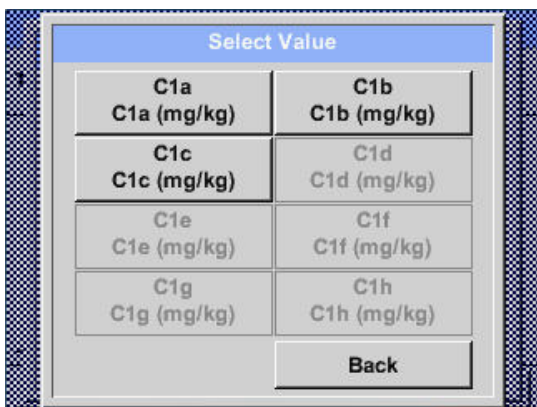 Select Value
C1a
C1a (mg/kg)
C1b
C1b (mg/kg)
C1c
C1c (mg/kg)
C1d
C1d (mg/kg)
C1e
C1e (mg/kg)
C1f
C1f (mg/kg)
C1g
C1g (mg/kg)
C1h
C1h (mg/kg)
Back